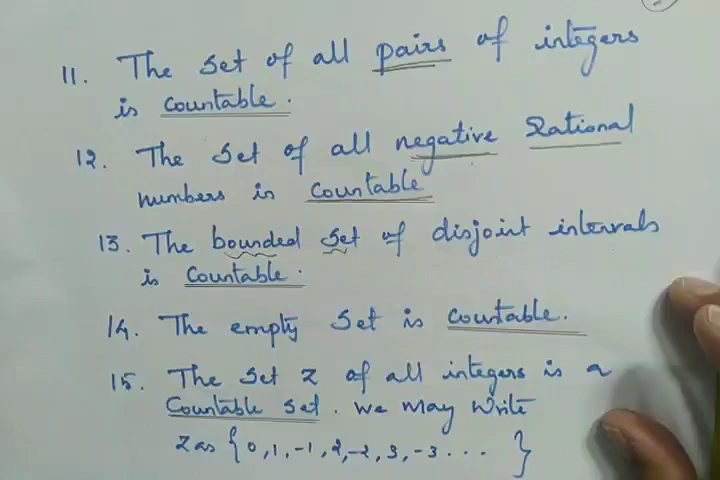 11. The set of all pairs of integers
is countable.
12. The set of all negative rational
numbers is countable
13. The bounded set of disjoint intervals
is countable.
14. The empty set is countable.
15. The set Z of all integers is a
Countable set. We may write
Z as {0, 1, -1, 2, -2, 3, -3 . . . }